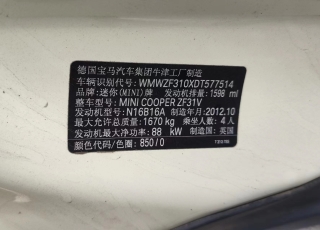 德国宝马汽车集团牛津工厂制造
车辆识别代号: WMWZF310XDT577514
品牌: 迷你(MINI)牌 发动机排量: 1598 ml
整车型号: MINI COOPER ZF31V
发动机型号: N16B16A 制造年月: 2012.10
最大允许总质量: 1670 kg 乘坐人数: 4人
发动机最大净功率: 88 kW 制造国: 英国
颜色代码/色圈: 850/0